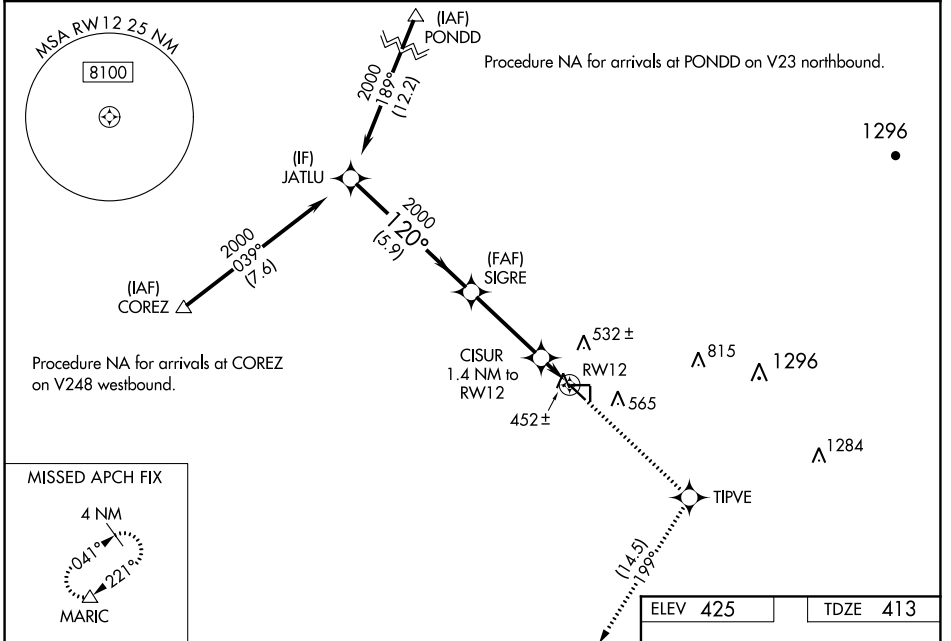 MSA RW 12 25 NM
8100
(IAF)
PONDD
2000
189°
(12.2)
Procedure NA for arrivals at PONDD on V23 northbound.
1296
(IF)
JATLU
2000
120°
(5.9)
2000
039°
(7.6)
(IAF)
COREZ
(FAF)
SIGRE
Procedure NA for arrivals at COREZ
on V248 westbound.
CISUR
1.4 NM to
RW12
532 ±
RW12
815
1296
452 ±
565
1284
MISSED APCH FIX
4 NM
041°
221°
MARIC
TIPVE
(14.5)
199°
ELEV 425
TDZE 413